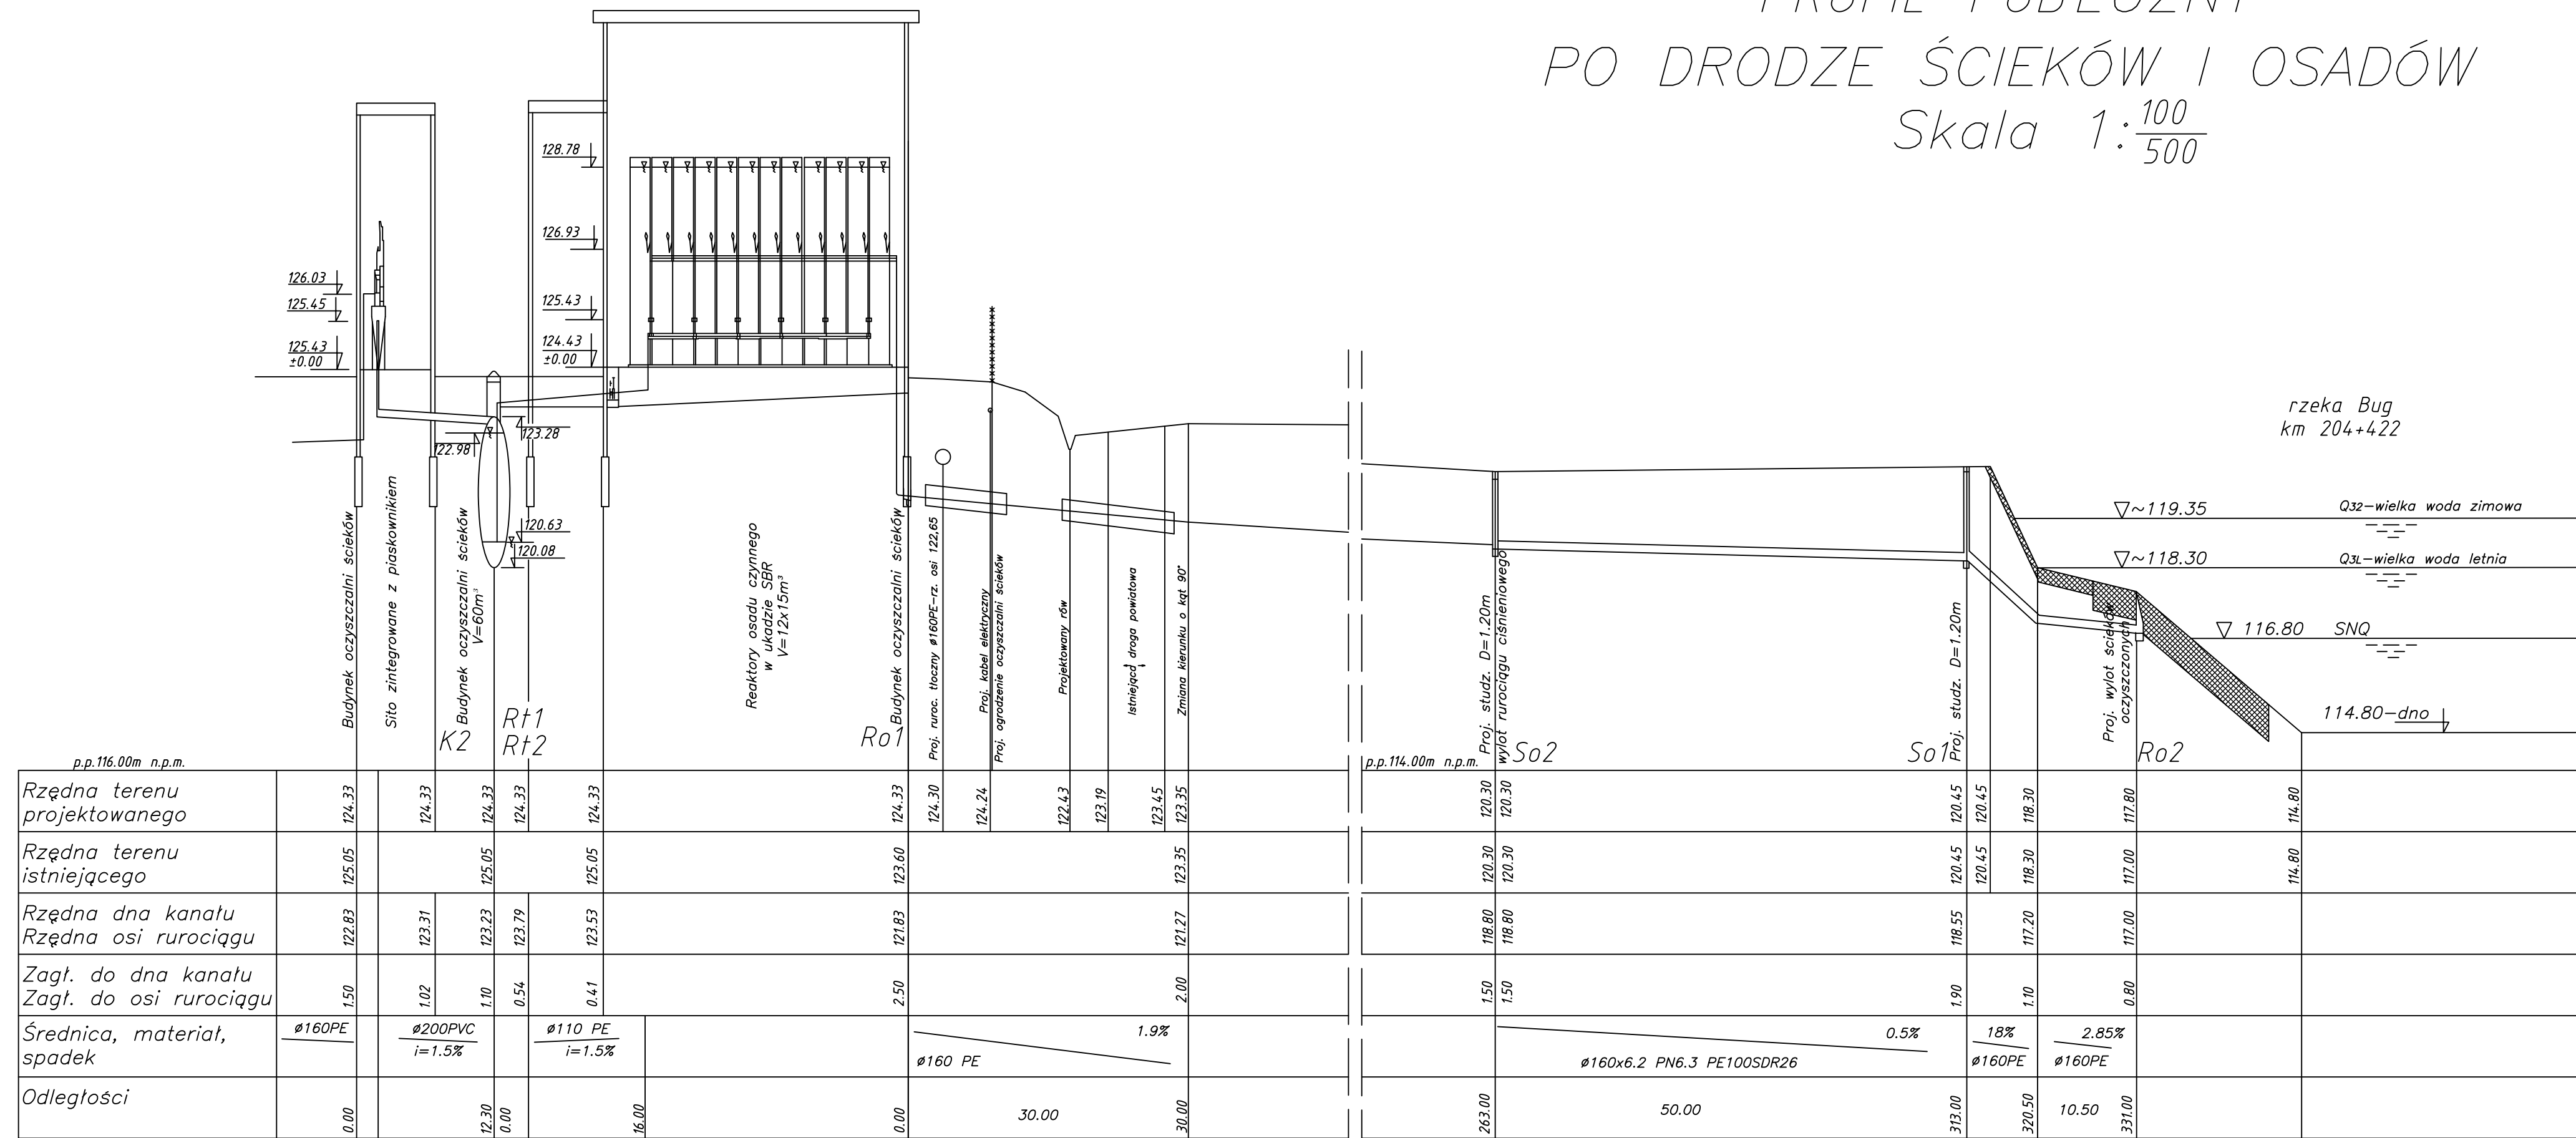 PROFIL PODŁUŻNY
PO DRODZE ŚCIEKÓW I OSADÓW
Skala 1:100/500
128.78
126.93
125.43
124.43
±0.00
126.03
125.45
125.43
±0.00
123.28
122.98
120.63
120.08
rzeka Bug
km 204+422
▽~119.35
Q32-wielka woda zimowa
▽~118.30
Q3L-wielka woda letnia
▽ 116.80 SNQ
114.80-dno
Budynek oczyszczalni ścieków
Sito zintegrowane z piaskownikiem
K2
Budynek oczyszczalni ścieków
V=60m³
Rt1
Rt2
Reaktory osadu czynnego
w ukadzie SBR
V=12x15m³
Ro1
Budynek oczyszczalni ścieków
Proj. ruroc. tłoczny ø160PE-rz. osi 122,65
Proj. kabel elektryczny
Proj. ogrodzenie oczyszczalni ścieków
Projektowany rów
Istniejąca droga powiatowa
Zmiana kierunku o kąt 90°
Proj. studz. D=1.20m
wylot rurociągu ciśnieniowego
So2
So1
Proj. studz. D=1.20m
Proj. wylot ścieków
oczyszczonych
Ro2
p.p.116.00m n.p.m.
p.p.114.00m n.p.m.
Rzędna terenu
projektowanego
124.33 124.33 124.33 124.33 124.33 124.33 124.30 124.24 122.43 123.19 123.45 123.35 120.30 120.30 120.45 120.45 118.30 117.80 114.80
Rzędna terenu
istniejącego
125.05 125.05 125.05 123.60 123.35 120.30 120.30 120.45 120.45 118.30 117.00 114.80
Rzędna dna kanału
Rzędna osi rurociągu
122.83 123.31 123.23 123.79 123.53 121.83 121.27 118.80 118.80 118.55 117.20 117.00
Zagł. do dna kanału
Zagł. do osi rurociągu
1.50 1.02 1.10 0.54 0.41 2.50 2.00 1.50 1.50 1.90 1.10 0.80
Średnica, materiał,
spadek
ø160PE
ø200PVC
i=1.5%
ø110 PE
i=1.5%
1.9%
ø160 PE
0.5%
ø160x6.2 PN6.3 PE100SDR26
18%
ø160PE
2.85%
ø160PE
Odległości
0.00 12.30 0.00 16.00 0.00 30.00 30.00 263.00 50.00 313.00 320.50 10.50 331.00